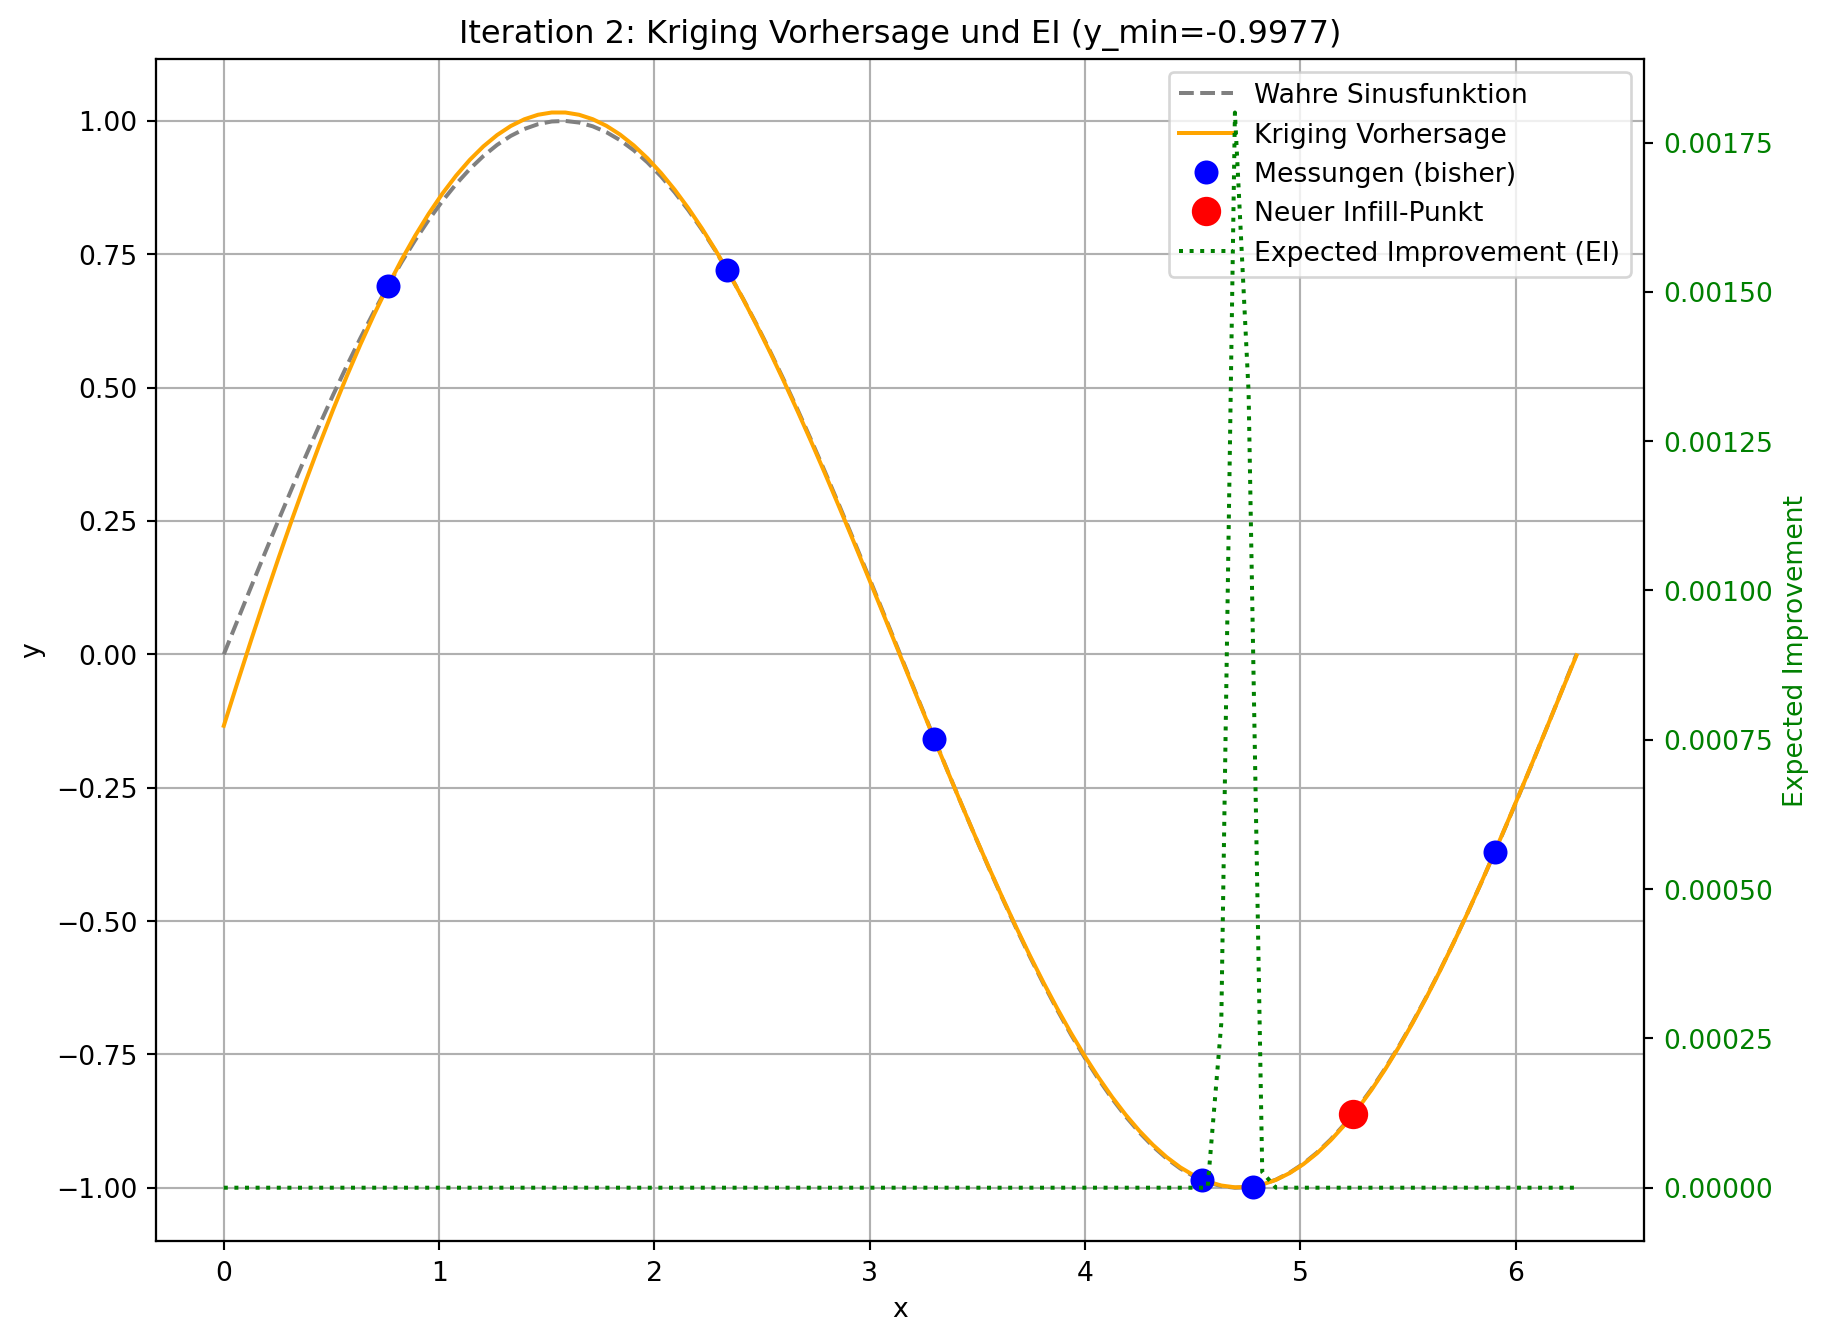 Iteration 2: Kriging Vorhersage und EI (y_min=-0.9977)
Wahre Sinusfunktion
Kriging Vorhersage
Messungen (bisher)
Neuer Infill-Punkt
Expected Improvement (EI)
y
1.00
0.75
0.50
0.25
0.00
−0.25
−0.50
−0.75
−1.00
0.00175
0.00150
0.00125
0.00100
0.00075
0.00050
0.00025
0.00000
Expected Improvement
0 1 2 3 4 5 6
x